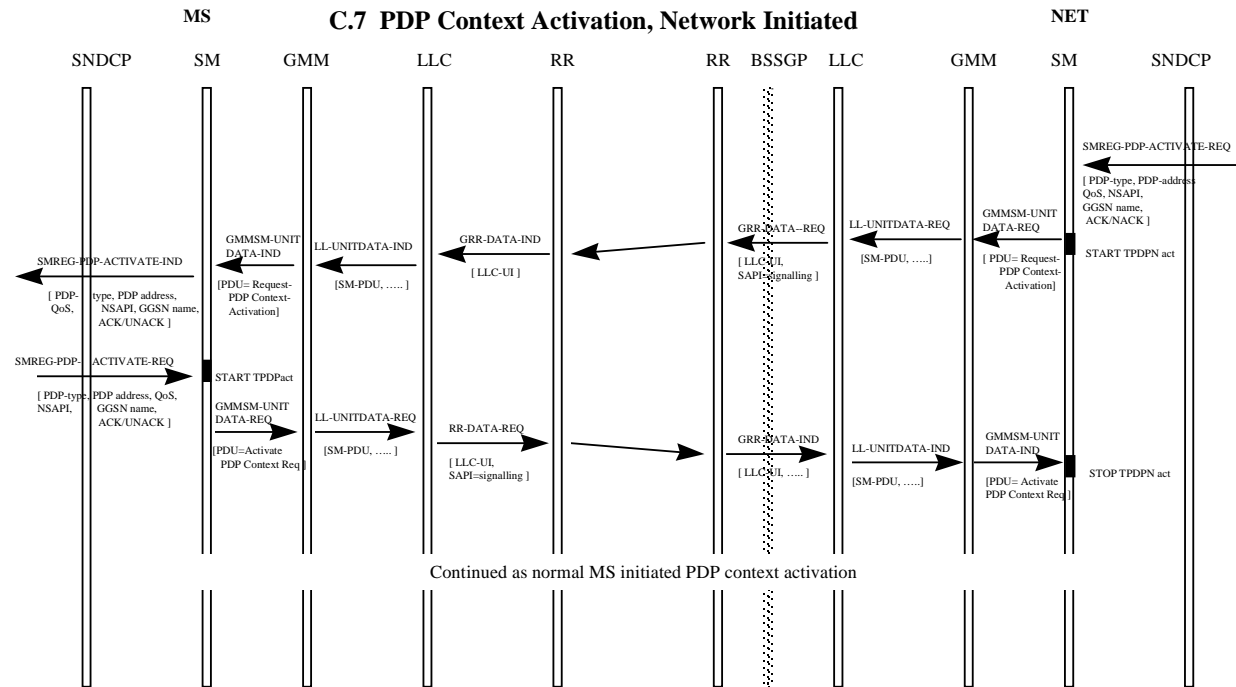 MS
C.7 PDP Context Activation, Network Initiated
NET
SNDCP SM GMM LLC RR RR BSSGP LLC GMM SM SNDCP
SMREG-PDP-ACTIVATE-REQ
[ PDP-type, PDP-address
QoS, NSAPI,
GGSN name,
ACK/NACK ]
GMMSM-UNIT
DATA-REQ
[ PDU= Request-
PDP Context-
Activation]
START TPDPN act
LL-UNITDATA-REQ
[SM-PDU, …..]
GRR-DATA--REQ
[ LLC-UI,
SAPI=signalling ]
GRR-DATA-IND
[ LLC-UI ]
LL-UNITDATA-IND
[SM-PDU, ….. ]
GMMSM-UNIT
DATA-IND
[PDU= Request-
PDP Context-
Activation]
SMREG-PDP-ACTIVATE-IND
[ PDP- type, PDP address,
QoS, NSAPI, GGSN name,
ACK/UNACK ]
SMREG-PDP- ACTIVATE-REQ
[ PDP-type, PDP address, QoS,
NSAPI, GGSN name,
ACK/UNACK ]
START TPDPact
GMMSM-UNIT
DATA-REQ
[PDU=Activate
PDP Context Req ]
LL-UNITDATA-REQ
[SM-PDU, ….. ]
RR-DATA-REQ
[ LLC-UI,
SAPI=signalling ]
GRR-DATA-IND
[ LLC-UI, ….. ]
LL-UNITDATA-IND
[SM-PDU, …..]
GMMSM-UNIT
DATA-IND
[PDU= Activate
PDP Context Req ]
STOP TPDPN act
Continued as normal MS initiated PDP context activation